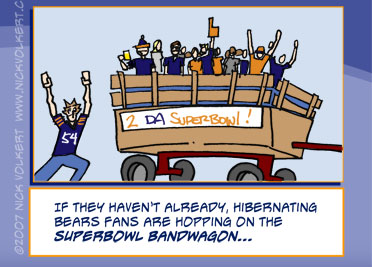 ©2007 NICK VOLKERT WWW.NICKVOLKERT.C
54
2 DA SUPERBOWL!
IF THEY HAVEN'T ALREADY, HIBERNATING
BEARS FANS ARE HOPPING ON THE
SUPERBOWL BANDWAGON...